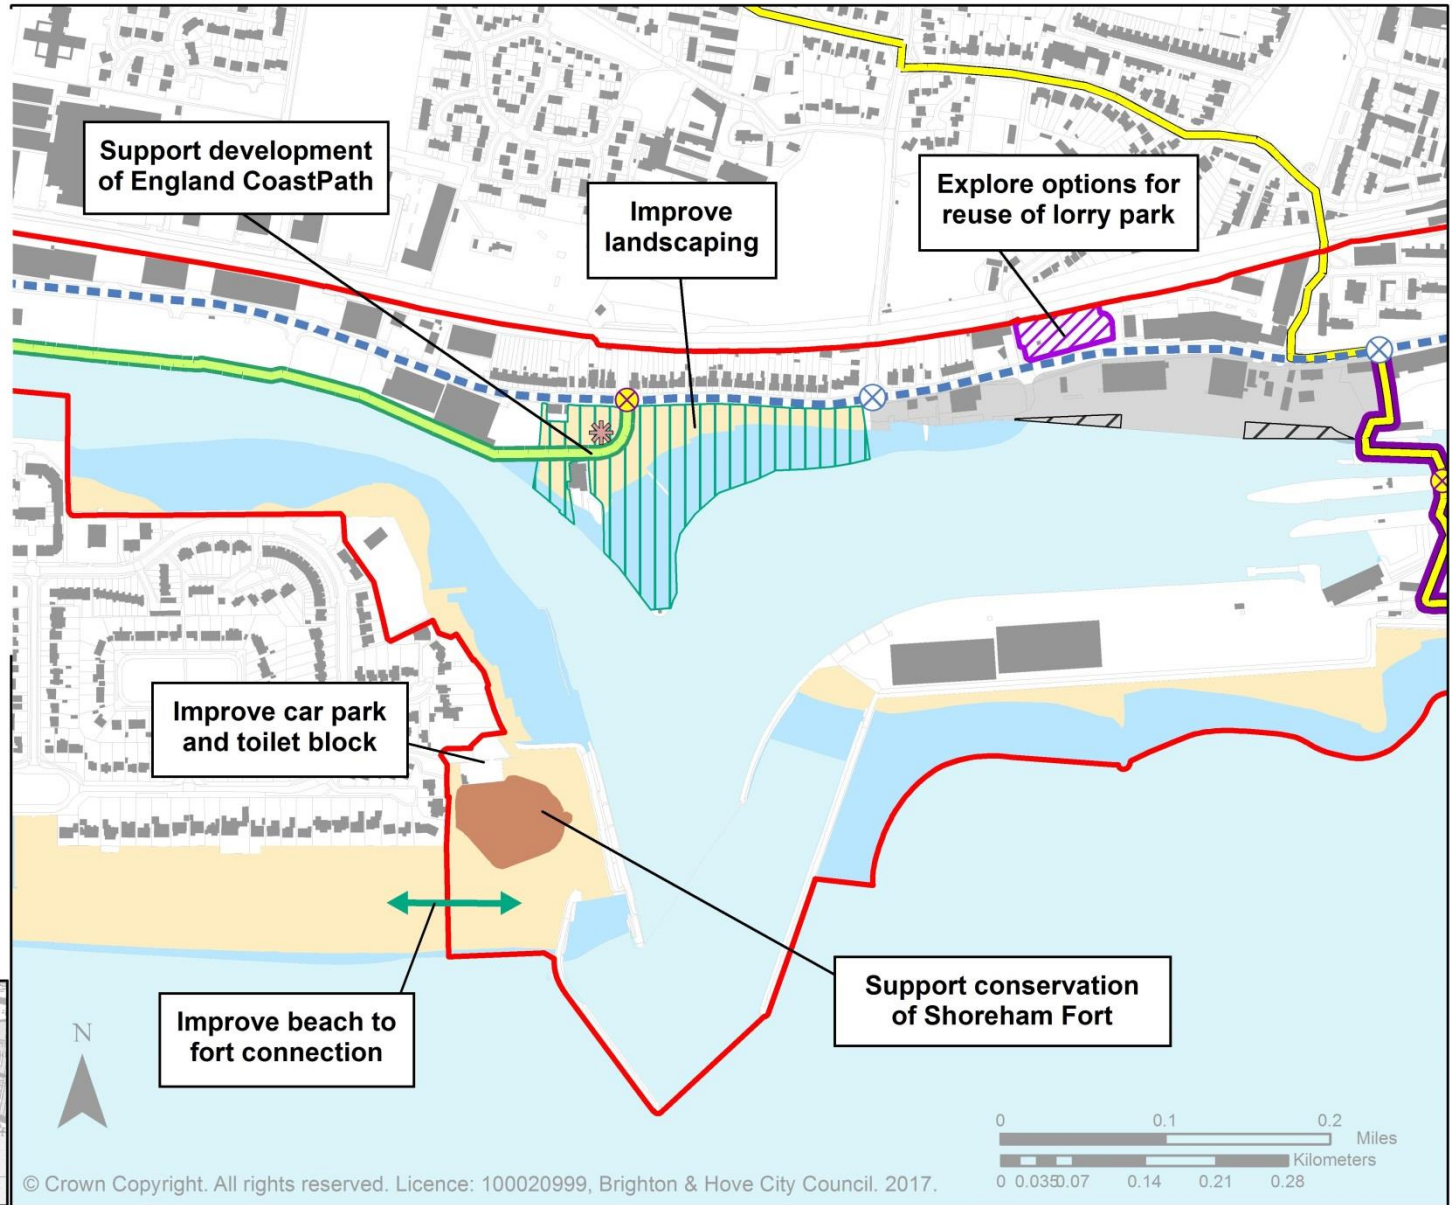 Support development
of England CoastPath
Improve
landscaping
Explore options for
reuse of lorry park
Improve car park
and toilet block
Improve beach to
fort connection
Support conservation
of Shoreham Fort
N
0 0.1 0.2
Miles
Kilometers
0 0.035 0.07 0.14 0.21 0.28
© Crown Copyright. All rights reserved. Licence: 100020999, Brighton & Hove City Council. 2017.